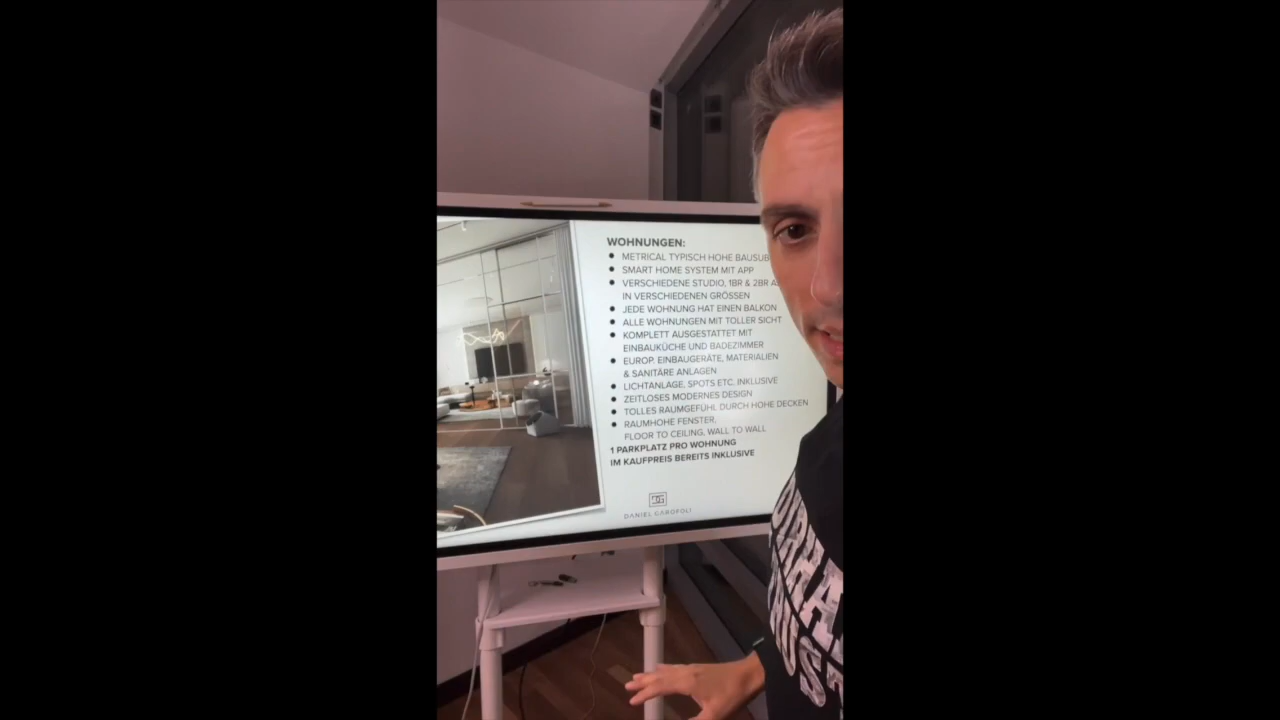 WOHNUNGEN:
METRICAL TYPISCH HOHE BAUSUB
SMART HOME SYSTEM MIT APP
VERSCHIEDENE STUDIO, 1BR & 2BR
IN VERSCHIEDENEN GRÖSSEN
JEDE WOHNUNG HAT EINEN BALKON
ALLE WOHNUNGEN MIT TOLLER SICHT
KOMPLETT AUSGESTATTET MIT
EINBAUKÜCHE UND BADEZIMMER
EUROP. EINBAUGERÄTE, MATERIALIEN
& SANITÄRE ANLAGEN
LICHTANLAGE, SPOTS ETC. INKLUSIVE
ZEITLOSES MODERNES DESIGN
TOLLES RAUMGEFÜHL DURCH HOHE DECKEN
RAUMHOHE FENSTER,
FLOOR TO CEILING, WALL TO WALL
1 PARKPLATZ PRO WOHNUNG
IM KAUFPREIS BEREITS INKLUSIVE
DANIEL GAROFOLI